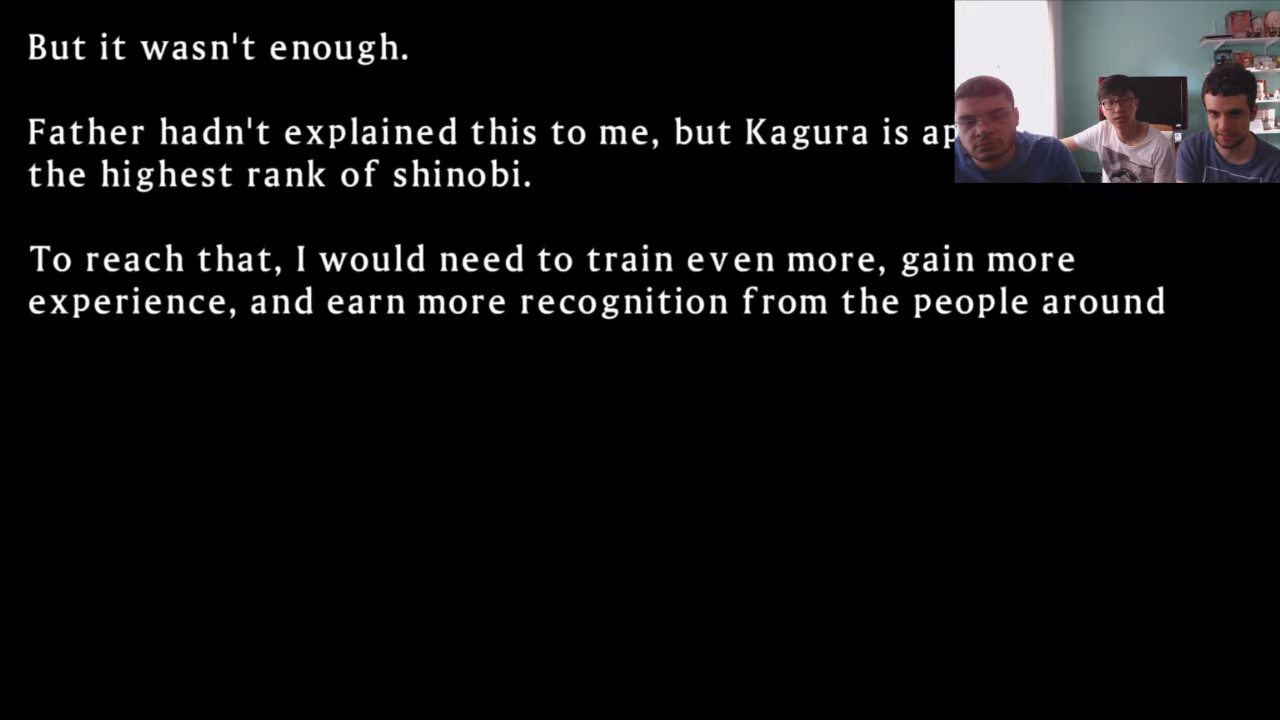 But it wasn't enough.
Father hadn't explained this to me, but Kagura is
the highest rank of shinobi.
To reach that, I would need to train even more, gain more
experience, and earn more recognition from the people around